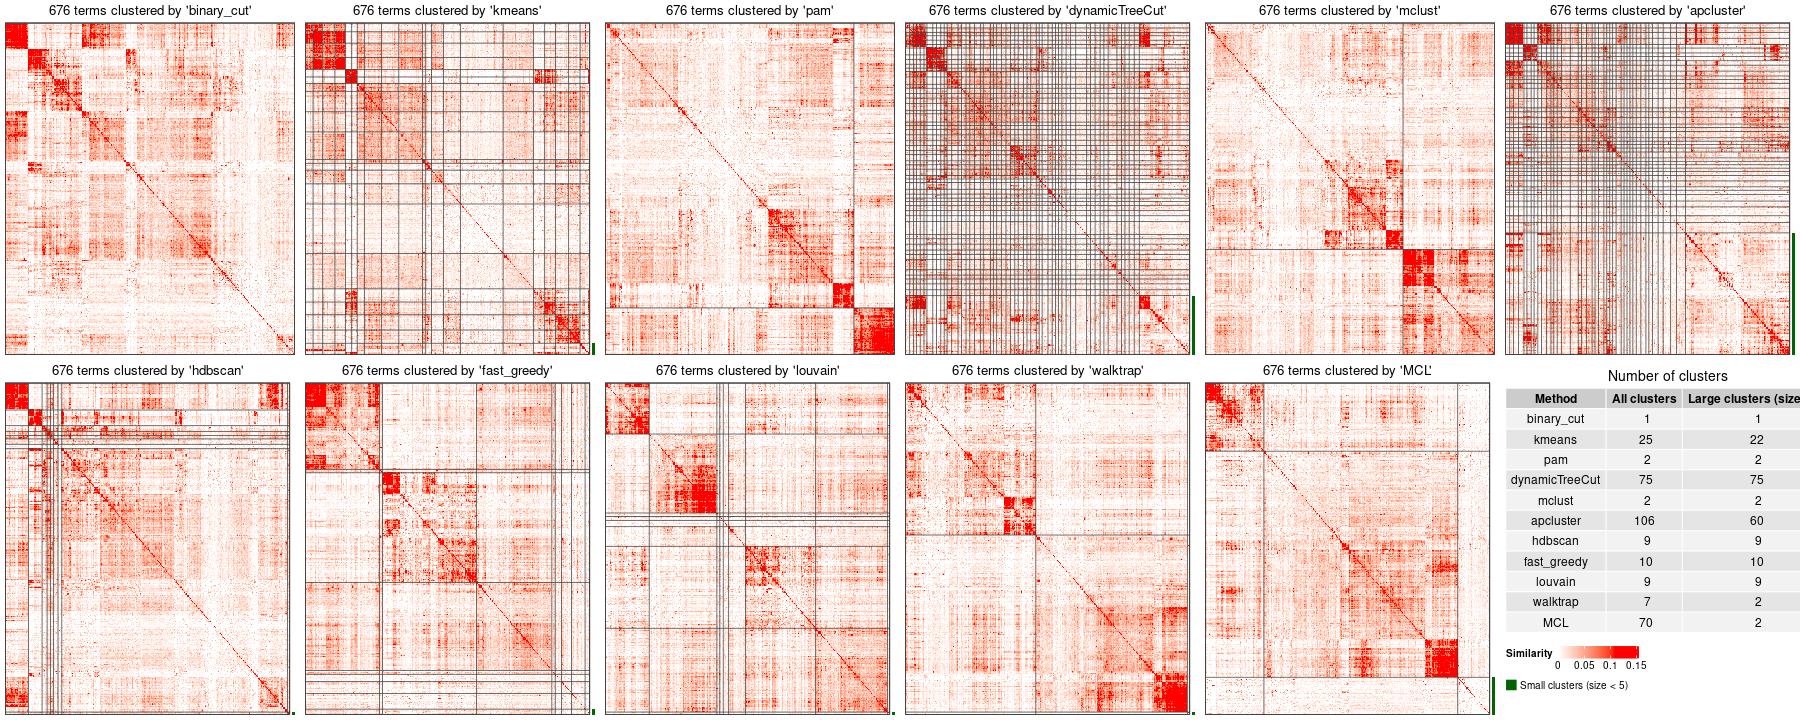 676 terms clustered by 'binary_cut'
676 terms clustered by 'kmeans'
676 terms clustered by 'pam'
676 terms clustered by 'dynamicTreeCut'
676 terms clustered by 'mclust'
676 terms clustered by 'apcluster'
676 terms clustered by 'hdbscan'
676 terms clustered by 'fast_greedy'
676 terms clustered by 'louvain'
676 terms clustered by 'walktrap'
676 terms clustered by 'MCL'
Number of clusters
Method All clusters Large clusters (size
binary_cut 1 1
kmeans 25 22
pam 2 2
dynamicTreeCut 75 75
mclust 2 2
apcluster 106 60
hdbscan 9 9
fast_greedy 10 10
louvain 9 9
walktrap 7 2
MCL 70 2
Similarity
0 0.05 0.1 0.15
Small clusters (size < 5)